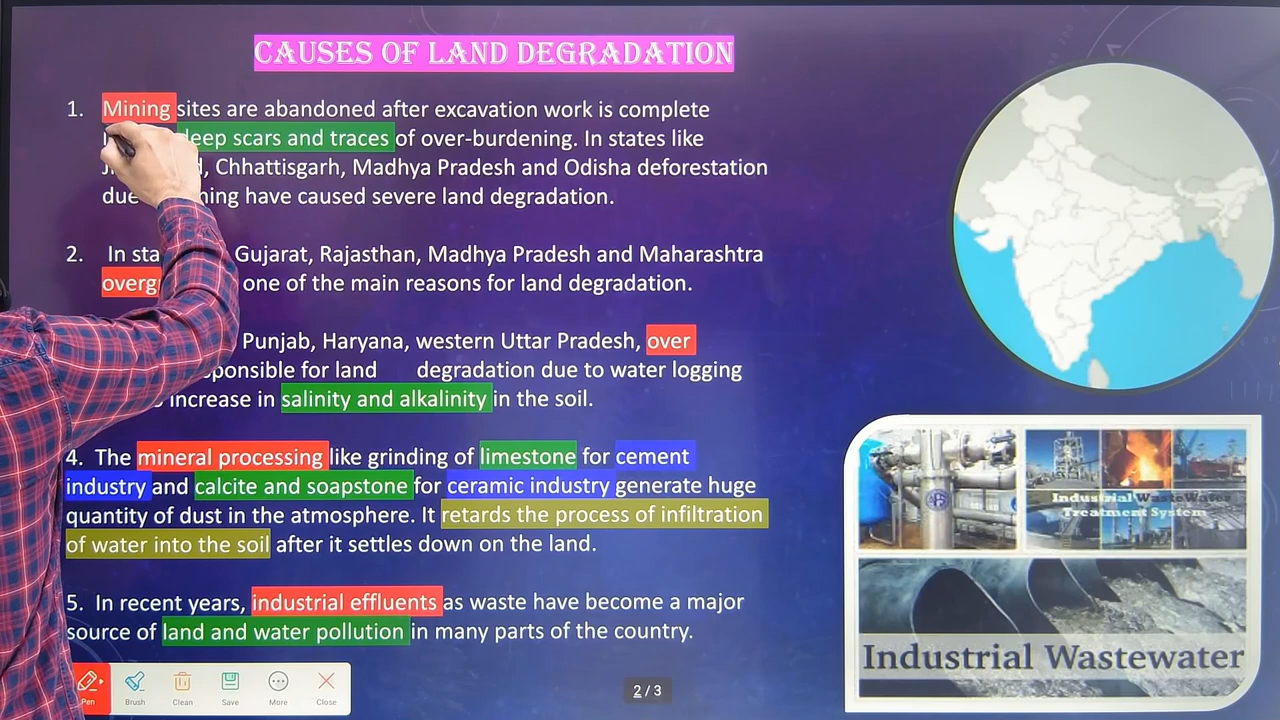 CAUSES OF LAND DEGRADATION
1. Mining sites are abandoned after excavation work is complete
deep scars and traces of over-burdening. In states like
Chhattisgarh, Madhya Pradesh and Odisha deforestation
due have caused severe land degradation.
2. In Gujarat, Rajasthan, Madhya Pradesh and Maharashtra
one of the main reasons for land degradation.
Punjab, Haryana, western Uttar Pradesh, over
for land degradation due to water logging
increase in salinity and alkalinity in the soil.
4. The mineral processing like grinding of limestone for cement
industry and calcite and soapstone for ceramic industry generate huge
quantity of dust in the atmosphere. It retards the process of infiltration
of water into the soil after it settles down on the land.
5. In recent years, industrial effluents as waste have become a major
source of land and water pollution in many parts of the country.
Industrial WasteWater
Treatment System
Industrial Wastewater
Pen Brush Clean Save More Close
2 / 3